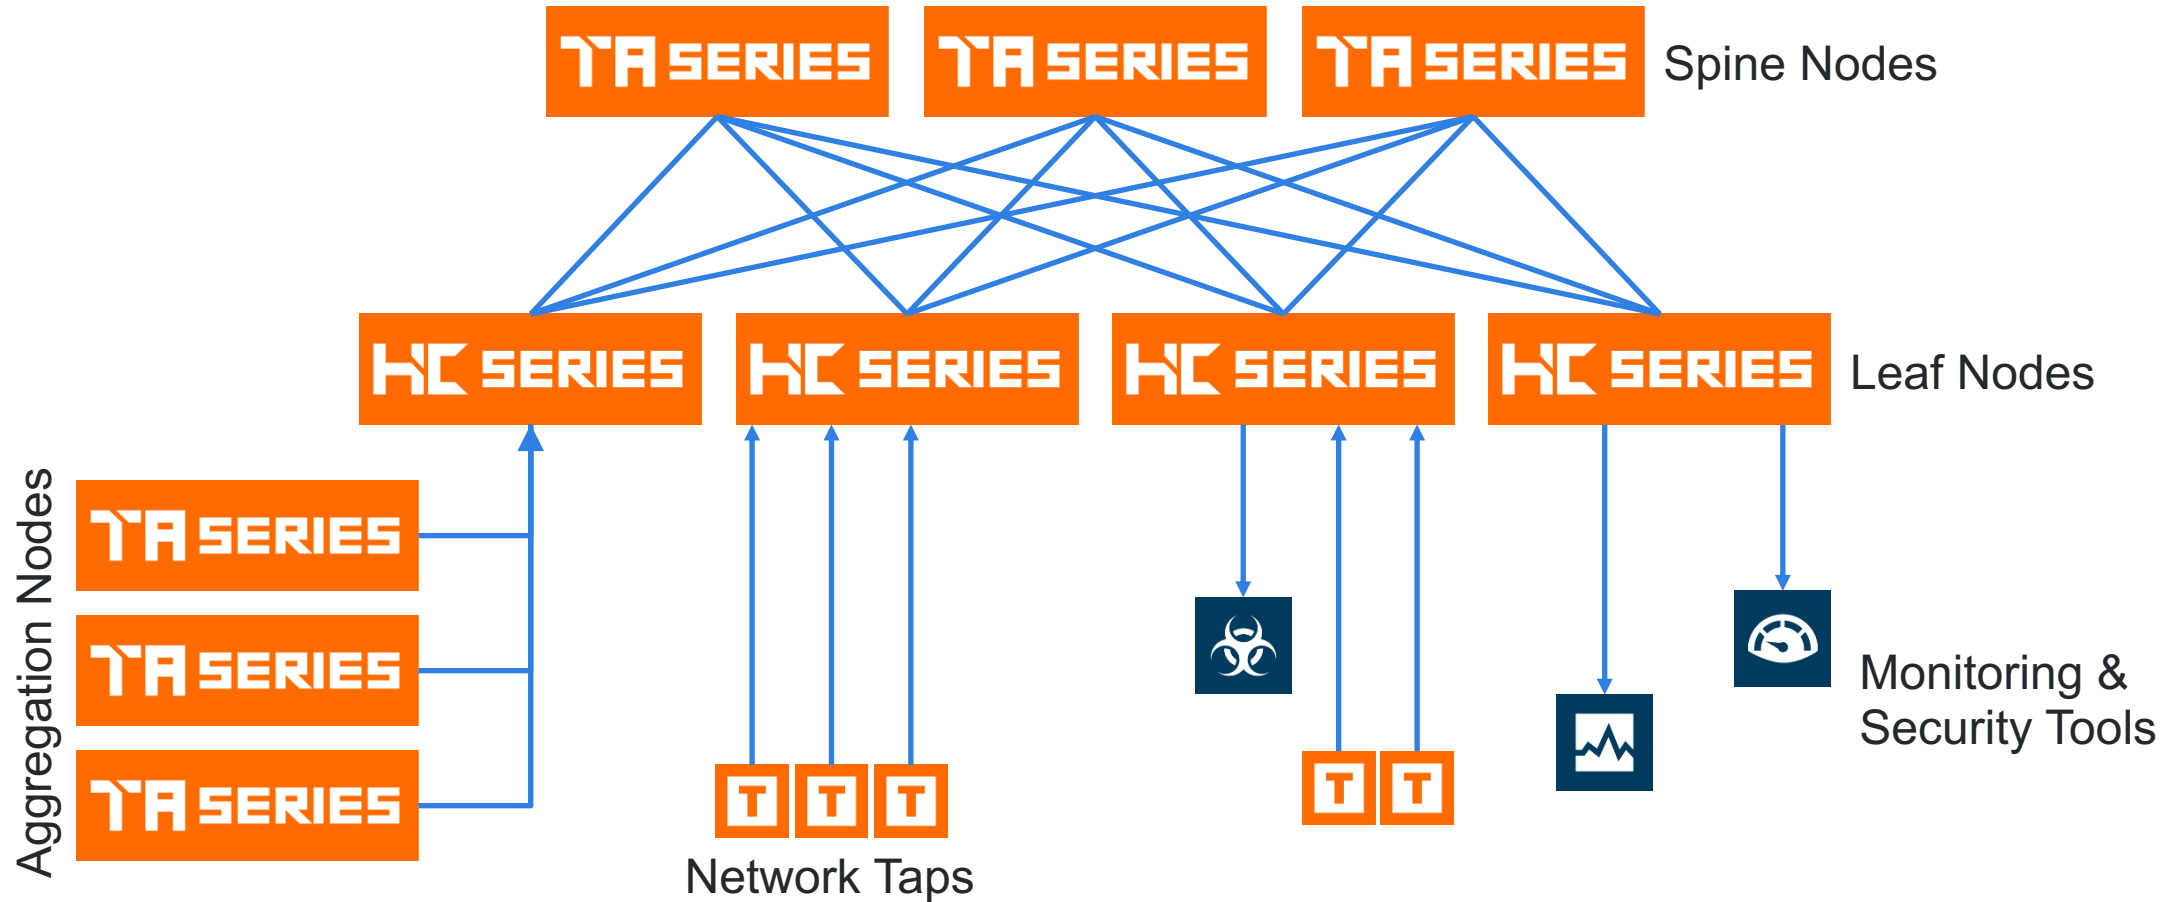 TA SERIES
TA SERIES
TA SERIES
Spine Nodes
HC SERIES
HC SERIES
HC SERIES
HC SERIES
Leaf Nodes
Aggregation Nodes
TA SERIES
TA SERIES
TA SERIES
T
T
T
Network Taps
T
T
Monitoring &
Security Tools